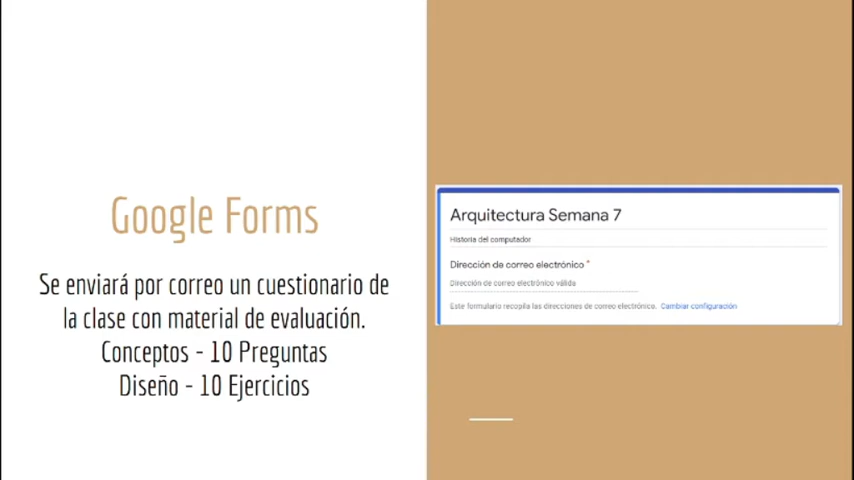 Google Forms
Se enviará por correo un cuestionario de
la clase con material de evaluación.
Conceptos - 10 Preguntas
Diseño - 10 Ejercicios
Arquitectura Semana 7
Historia del computador
Dirección de correo electrónico *
Dirección de correo electrónico válida
Este formulario recopila las direcciones de correo electrónico. Cambiar configuración